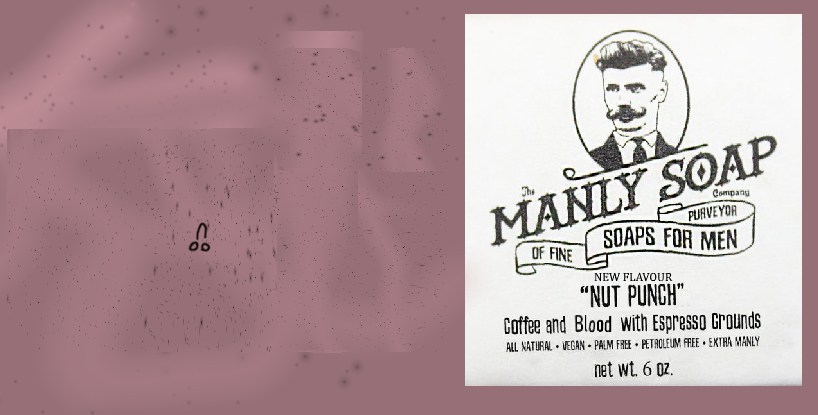 The
MANLY SOAP
Company
PURVEYOR
OF FINE SOAPS FOR MEN
NEW FLAVOUR
“NUT PUNCH”
Coffee and Blood with Espresso Grounds
ALL NATURAL • VEGAN • PALM FREE • PETROLEUM FREE • EXTRA MANLY
net wt. 6 oz.